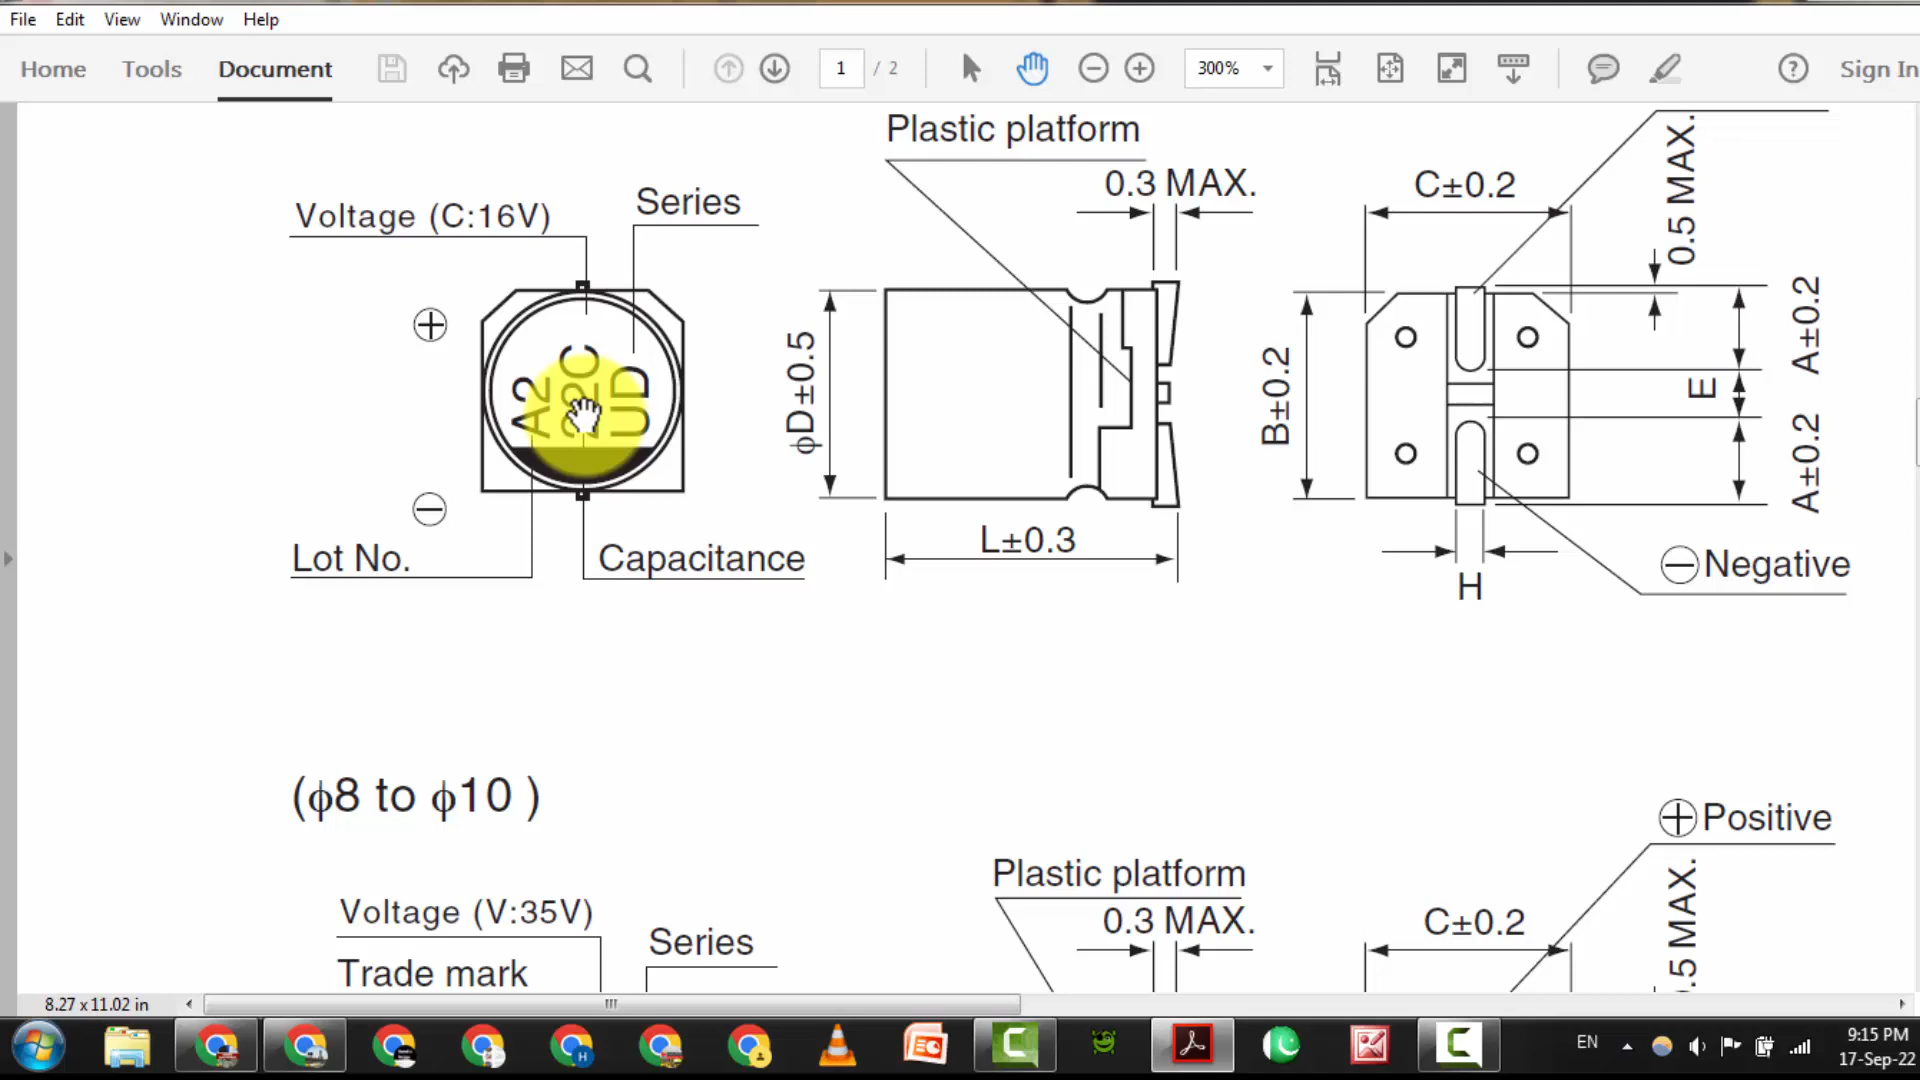 File Edit View Window Help
Home Tools Document 1 / 2 300% Sign In
Plastic platform
0.3 MAX.
C±0.2
0.5 MAX.
Voltage (C:16V)
Series
A2
UD
ϕD±0.5
B±0.2
A±0.2
E
A±0.2
L±0.3
H
Lot No.
Capacitance
Negative
(ϕ8 to ϕ10 )
Positive
Plastic platform
Voltage (V:35V)
0.3 MAX.
C±0.2
Series
Trade mark
0.5 MAX.
8.27 x 11.02 in
EN
9:15 PM
17-Sep-22